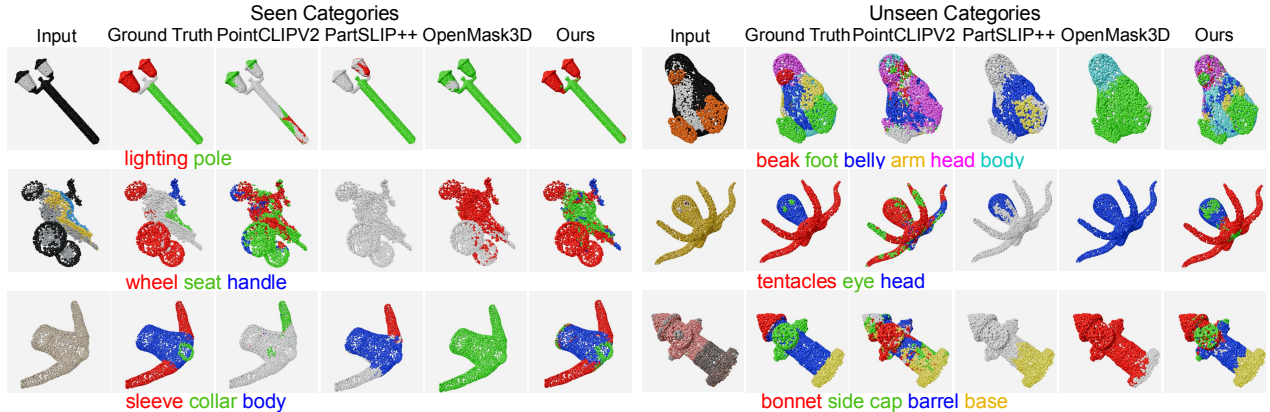 Seen Categories
Input Ground Truth PointCLIPV2 PartSLIP++ OpenMask3D Ours
lighting pole
wheel seat handle
sleeve collar body
Unseen Categories
Input Ground Truth PointCLIPV2 PartSLIP++ OpenMask3D Ours
beak foot belly arm head body
tentacles eye head
bonnet side cap barrel base